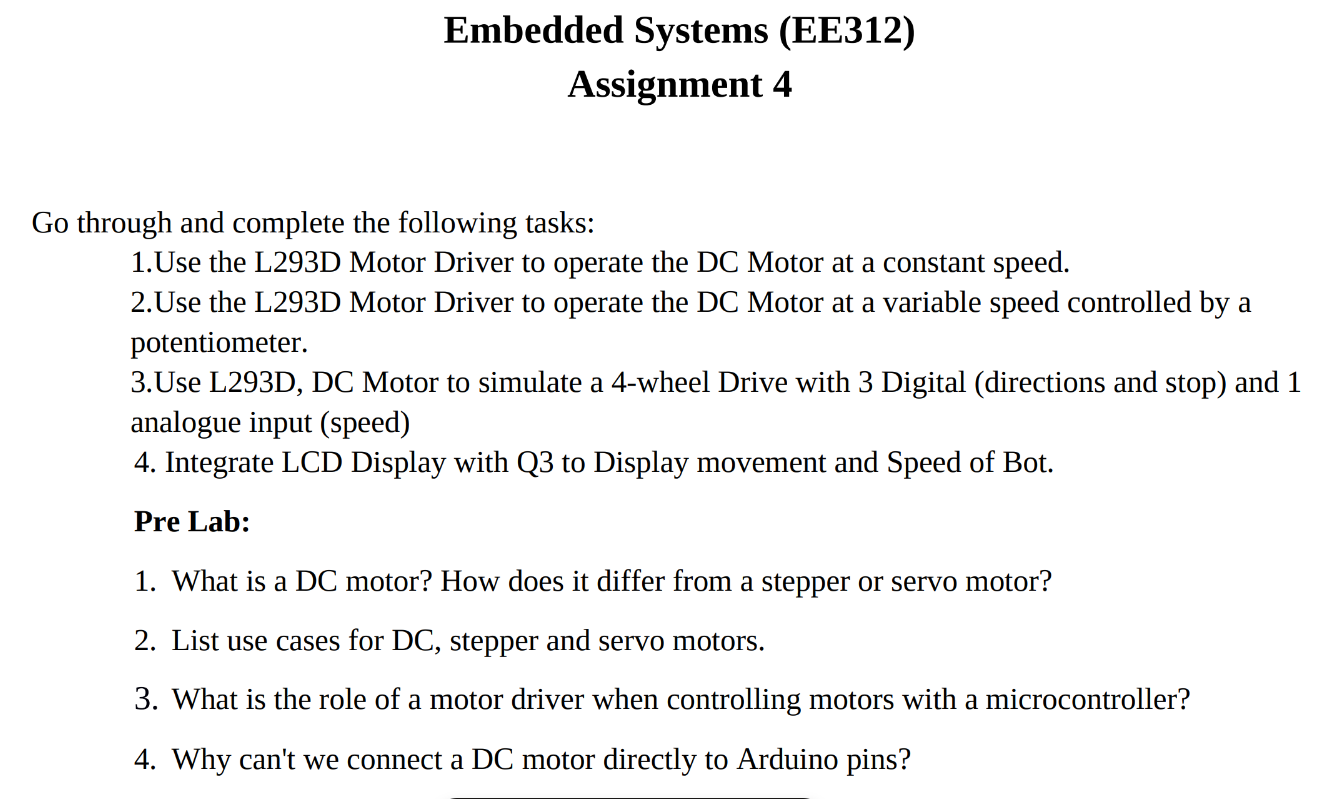 Embedded Systems (EE312)
Assignment 4
Go through and complete the following tasks:
1.Use the L293D Motor Driver to operate the DC Motor at a constant speed.
2.Use the L293D Motor Driver to operate the DC Motor at a variable speed controlled by a
potentiometer.
3.Use L293D, DC Motor to simulate a 4-wheel Drive with 3 Digital (directions and stop) and 1
analogue input (speed)
4. Integrate LCD Display with Q3 to Display movement and Speed of Bot.
Pre Lab:
1. What is a DC motor? How does it differ from a stepper or servo motor?
2. List use cases for DC, stepper and servo motors.
3. What is the role of a motor driver when controlling motors with a microcontroller?
4. Why can't we connect a DC motor directly to Arduino pins?